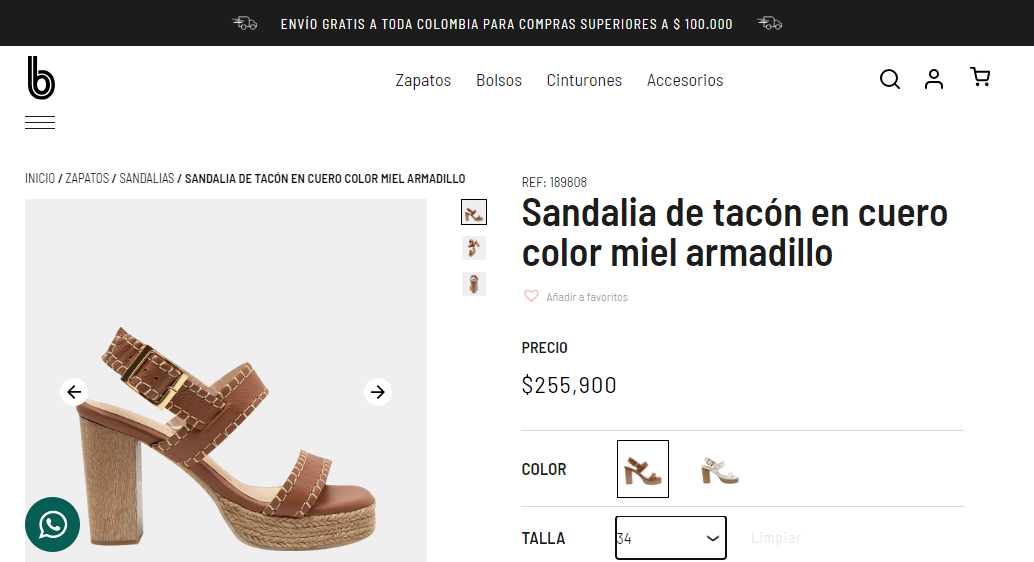 ENVÍO GRATIS A TODA COLOMBIA PARA COMPRAS SUPERIORES A $ 100.000
b
Zapatos Bolsos Cinturones Accesorios
INICIO / ZAPATOS / SANDALIAS / SANDALIA DE TACÓN EN CUERO COLOR MIEL ARMADILLO
REF: 189808
Sandalia de tacón en cuero
color miel armadillo
Añadir a favoritos
PRECIO
$255,900
COLOR
TALLA 34 Limpiar